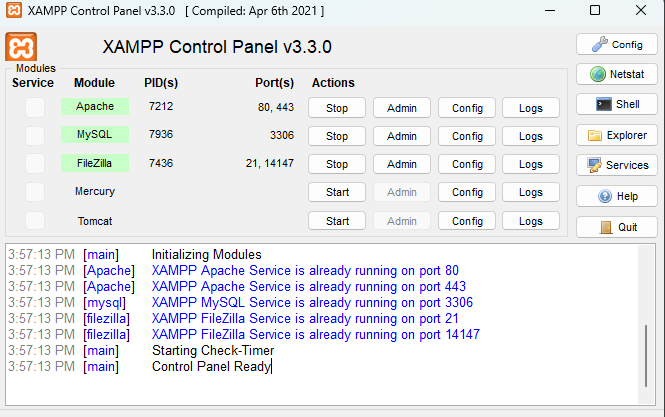 XAMPP Control Panel v3.3.0 [ Compiled: Apr 6th 2021 ]
XAMPP Control Panel v3.3.0
Config
Modules
Service Module PID(s) Port(s) Actions
Netstat
Apache 7212 80, 443 Stop Admin Config Logs
Shell
MySQL 7936 3306 Stop Admin Config Logs
Explorer
FileZilla 7436 21, 14147 Stop Admin Config Logs
Services
Mercury Start Admin Config Logs
Help
Tomcat Start Admin Config Logs
Quit
3:57:13 PM [main] Initializing Modules
3:57:13 PM [Apache] XAMPP Apache Service is already running on port 80
3:57:13 PM [Apache] XAMPP Apache Service is already running on port 443
3:57:13 PM [mysql] XAMPP MySQL Service is already running on port 3306
3:57:13 PM [filezilla] XAMPP FileZilla Service is already running on port 21
3:57:13 PM [filezilla] XAMPP FileZilla Service is already running on port 14147
3:57:13 PM [main] Starting Check-Timer
3:57:13 PM [main] Control Panel Ready